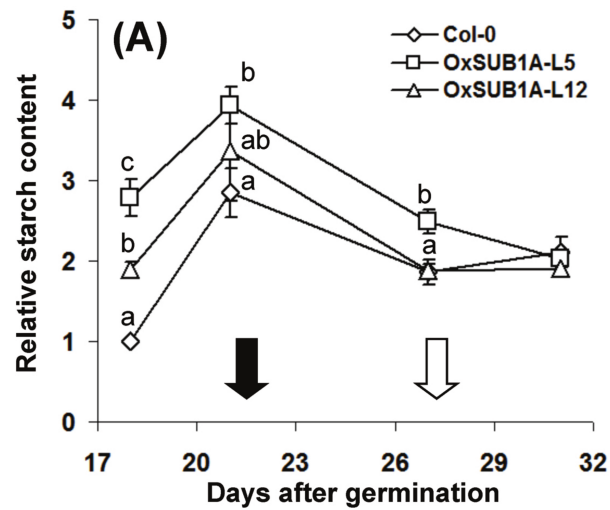 (A)
Col-0
OxSUB1A-L5
OxSUB1A-L12
Relative starch content
5
4
3
2
1
0
b
c
ab
a
b
b
a
a
17 20 23 26 29 32
Days after germination